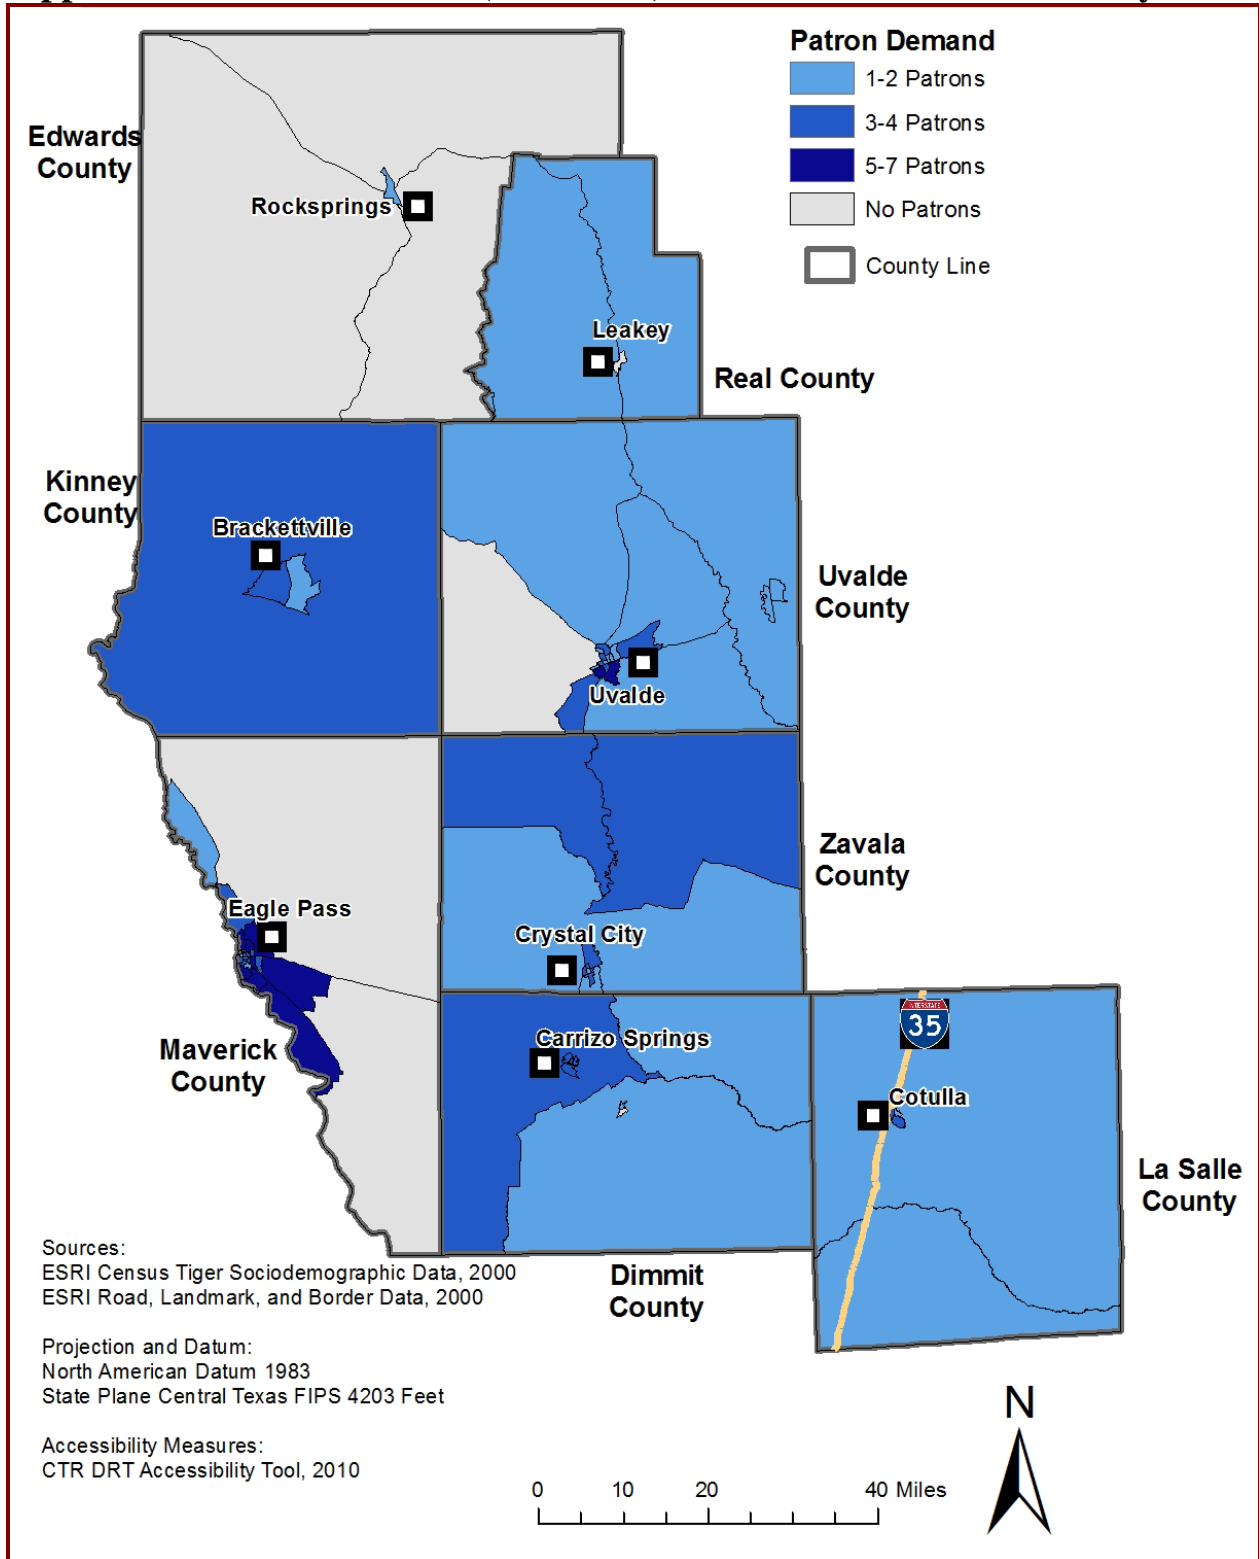 Patron Demand
1-2 Patrons
3-4 Patrons
5-7 Patrons
No Patrons
County Line
Edwards
County
Rocksprings
Leakey
Real County
Kinney
County
Brackettville
Uvalde
County
Uvalde
Zavala
County
Eagle Pass
Crystal City
Maverick
County
Carrizo Springs
INTERSTATE
35
Cotulla
La Salle
County
Dimmit
County
Sources:
ESRI Census Tiger Sociodemographic Data, 2000
ESRI Road, Landmark, and Border Data, 2000
Projection and Datum:
North American Datum 1983
State Plane Central Texas FIPS 4203 Feet
Accessibility Measures:
CTR DRT Accessibility Tool, 2010
0 10 20 40 Miles
N